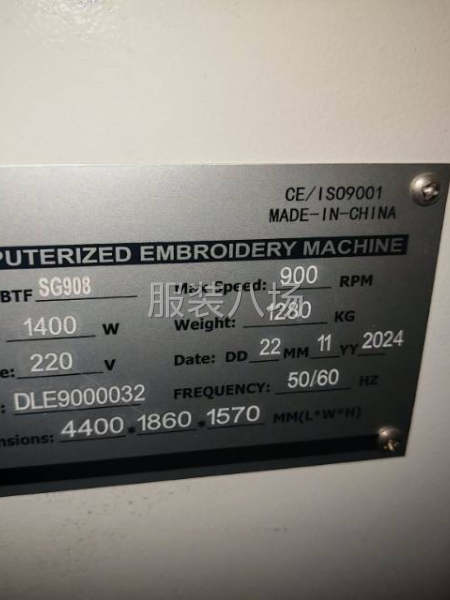 CE/ISO9001
MADE-IN-CHINA
PUTERIZED EMBROIDERY MACHINE
BTF SG908 Max Speed: 900 RPM
1400 W Weight: 1280 KG
e: 220 V Date: DD 22 MM 11 YY 2024
: DLE9000032 FREQUENCY: 50/60 HZ
nsions: 4400*1860*1570 MM(L*W*H)
服装八场